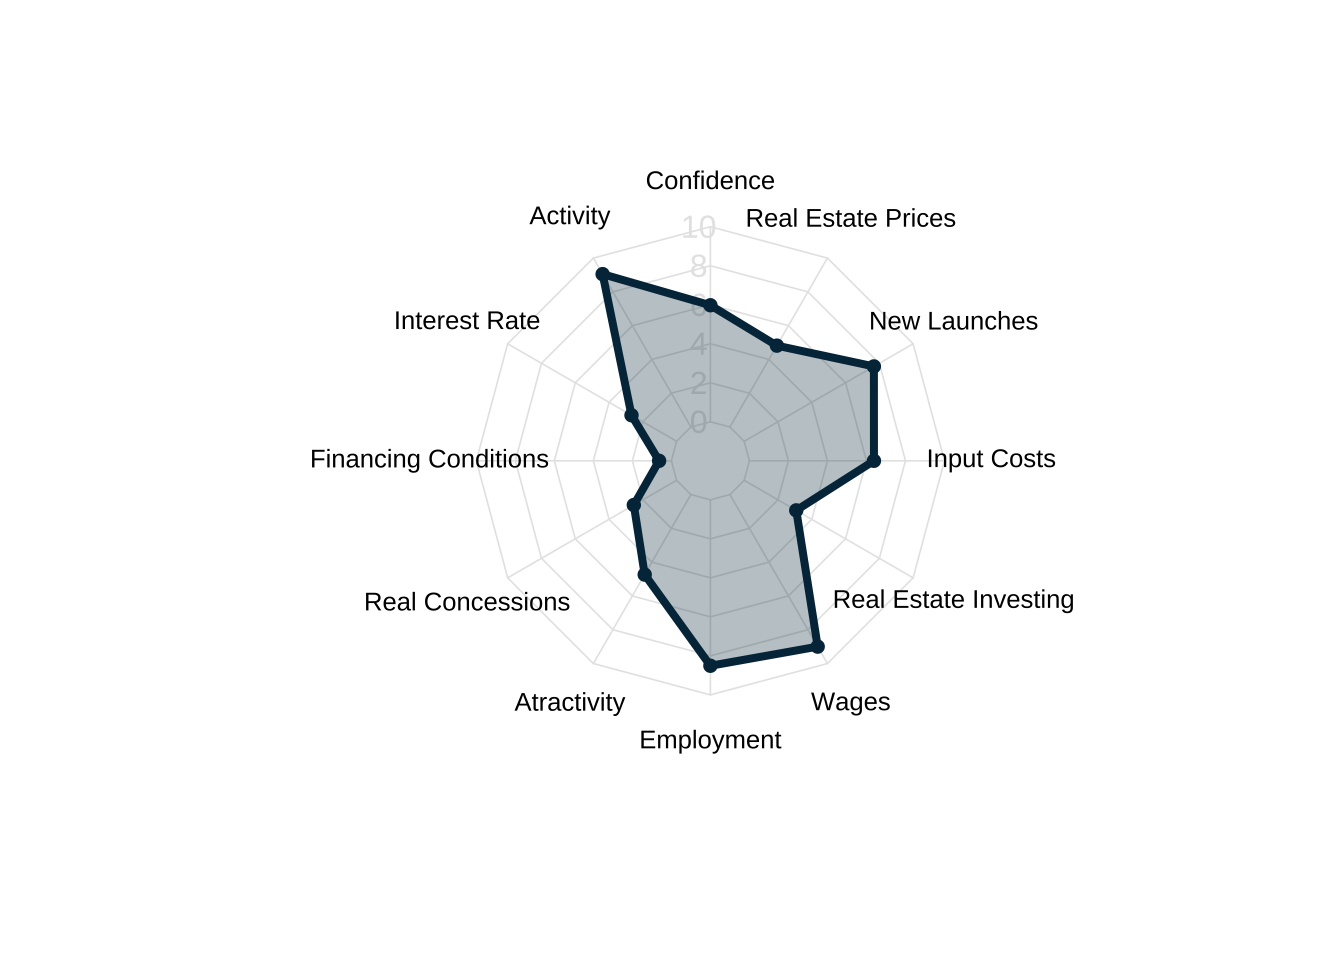 Confidence
Activity
Real Estate Prices
10
8
6
4
2
0
Interest Rate
New Launches
Financing Conditions
Input Costs
Real Concessions
Real Estate Investing
Atractivity
Wages
Employment